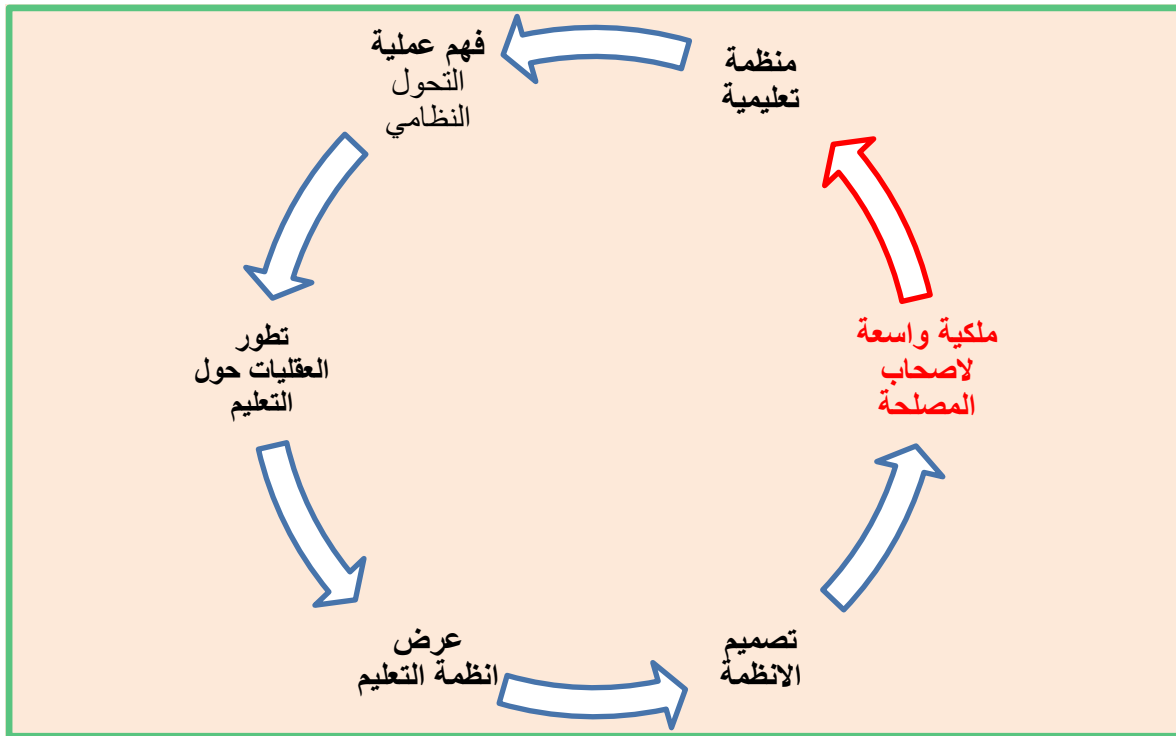 منظمة
تعليمية
فهم عملية
التحول
النظامي
تطور
العقليات حول
التعليم
عرض
انظمة التعليم
تصميم
الانظمة
ملكية واسعة
لاصحاب
المصلحة